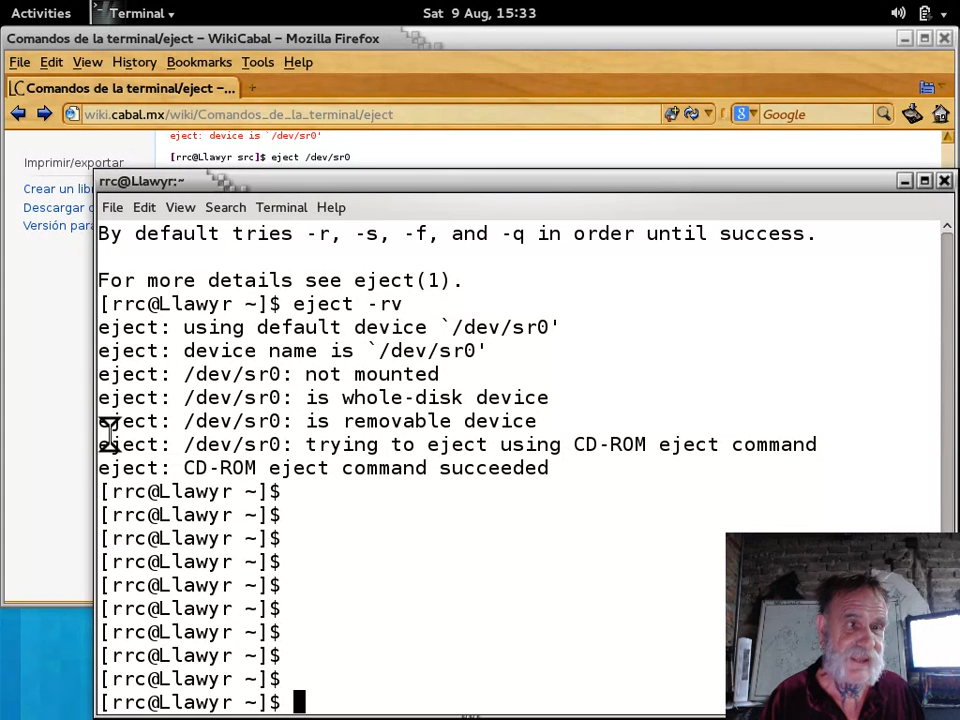 Activities Terminal Sat 9 Aug, 15:33
Comandos de la terminal/eject – WikiCabal – Mozilla Firefox
File Edit View History Bookmarks Tools Help
Comandos de la terminal/eject –... +
wiki.cabal.mx/wiki/Comandos_de_la_terminal/eject Google
eject: device is `/dev/sr0'
Imprimir/exportar
[rrc@Llawyr src]$ eject /dev/sr0
Crear un lib
Descargar c
Versión para
rrc@Llawyr:~
File Edit View Search Terminal Help
By default tries -r, -s, -f, and -q in order until success.
For more details see eject(1).
[rrc@Llawyr ~]$ eject -rv
eject: using default device `/dev/sr0'
eject: device name is `/dev/sr0'
eject: /dev/sr0: not mounted
eject: /dev/sr0: is whole-disk device
eject: /dev/sr0: is removable device
eject: /dev/sr0: trying to eject using CD-ROM eject command
eject: CD-ROM eject command succeeded
[rrc@Llawyr ~]$
[rrc@Llawyr ~]$
[rrc@Llawyr ~]$
[rrc@Llawyr ~]$
[rrc@Llawyr ~]$
[rrc@Llawyr ~]$
[rrc@Llawyr ~]$
[rrc@Llawyr ~]$
[rrc@Llawyr ~]$
[rrc@Llawyr ~]$